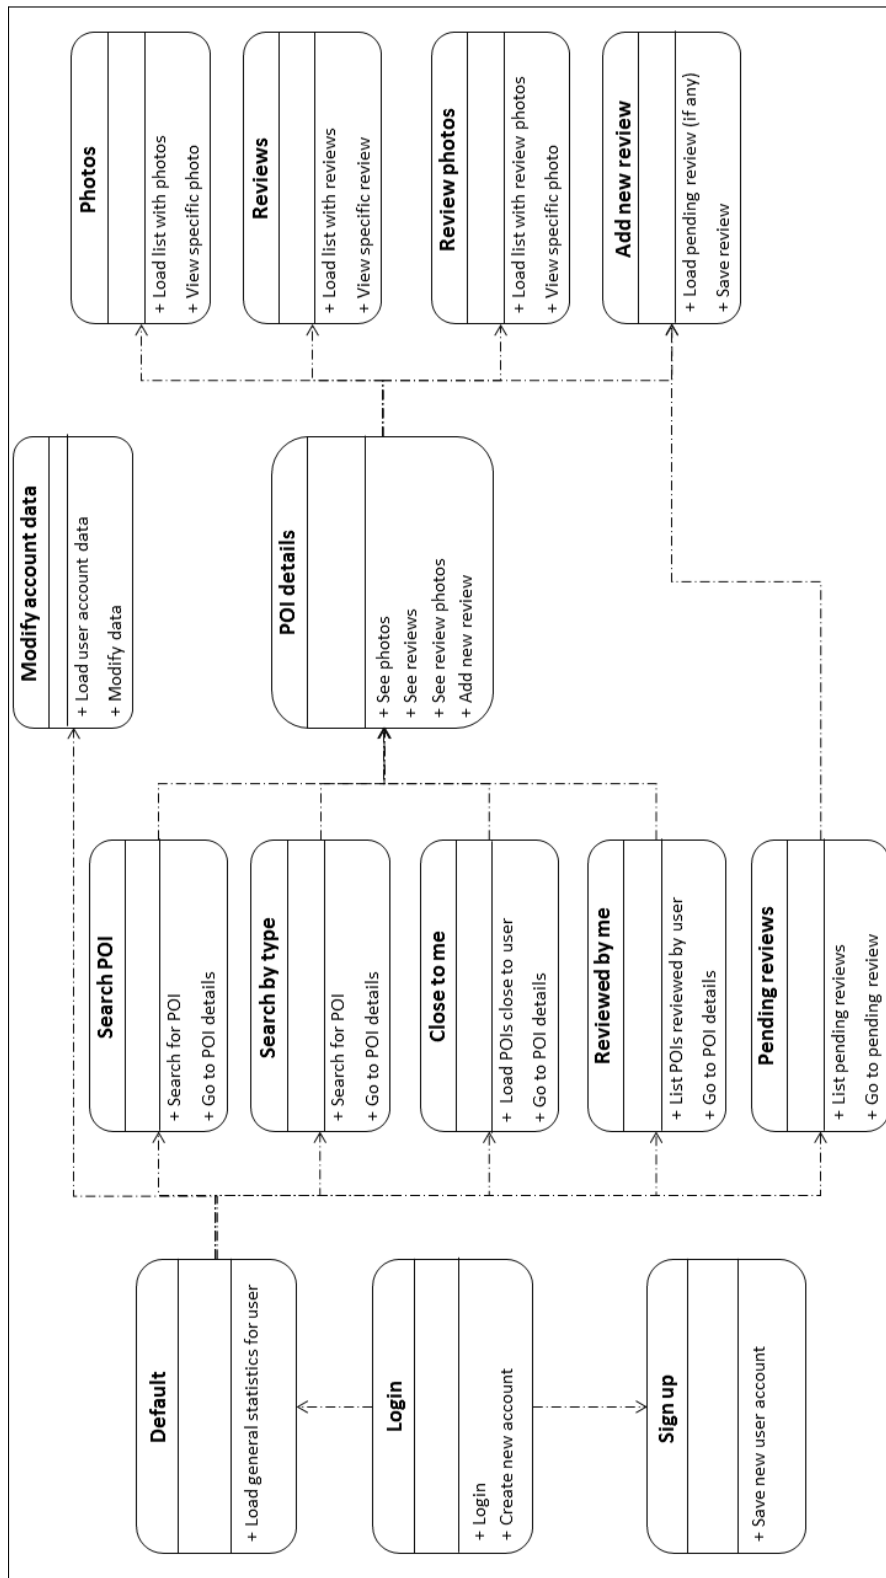 Default
+ Load general statistics for user
Login
+ Login
+ Create new account
Sign up
+ Save new user account
Search POI
+ Search for POI
+ Go to POI details
Search by type
+ Search for POI
+ Go to POI details
Close to me
+ Load POIs close to user
+ Go to POI details
Reviewed by me
+ List POIs reviewed by user
+ Go to POI details
Pending reviews
+ List pending reviews
+ Go to pending review
Modify account data
+ Load user account data
+ Modify data
POI details
+ See photos
+ See reviews
+ See review photos
+ Add new review
Photos
+ Load list with photos
+ View specific photo
Reviews
+ Load list with reviews
+ View specific review
Review photos
+ Load list with review photos
+ View specific photo
Add new review
+ Load pending review (if any)
+ Save review